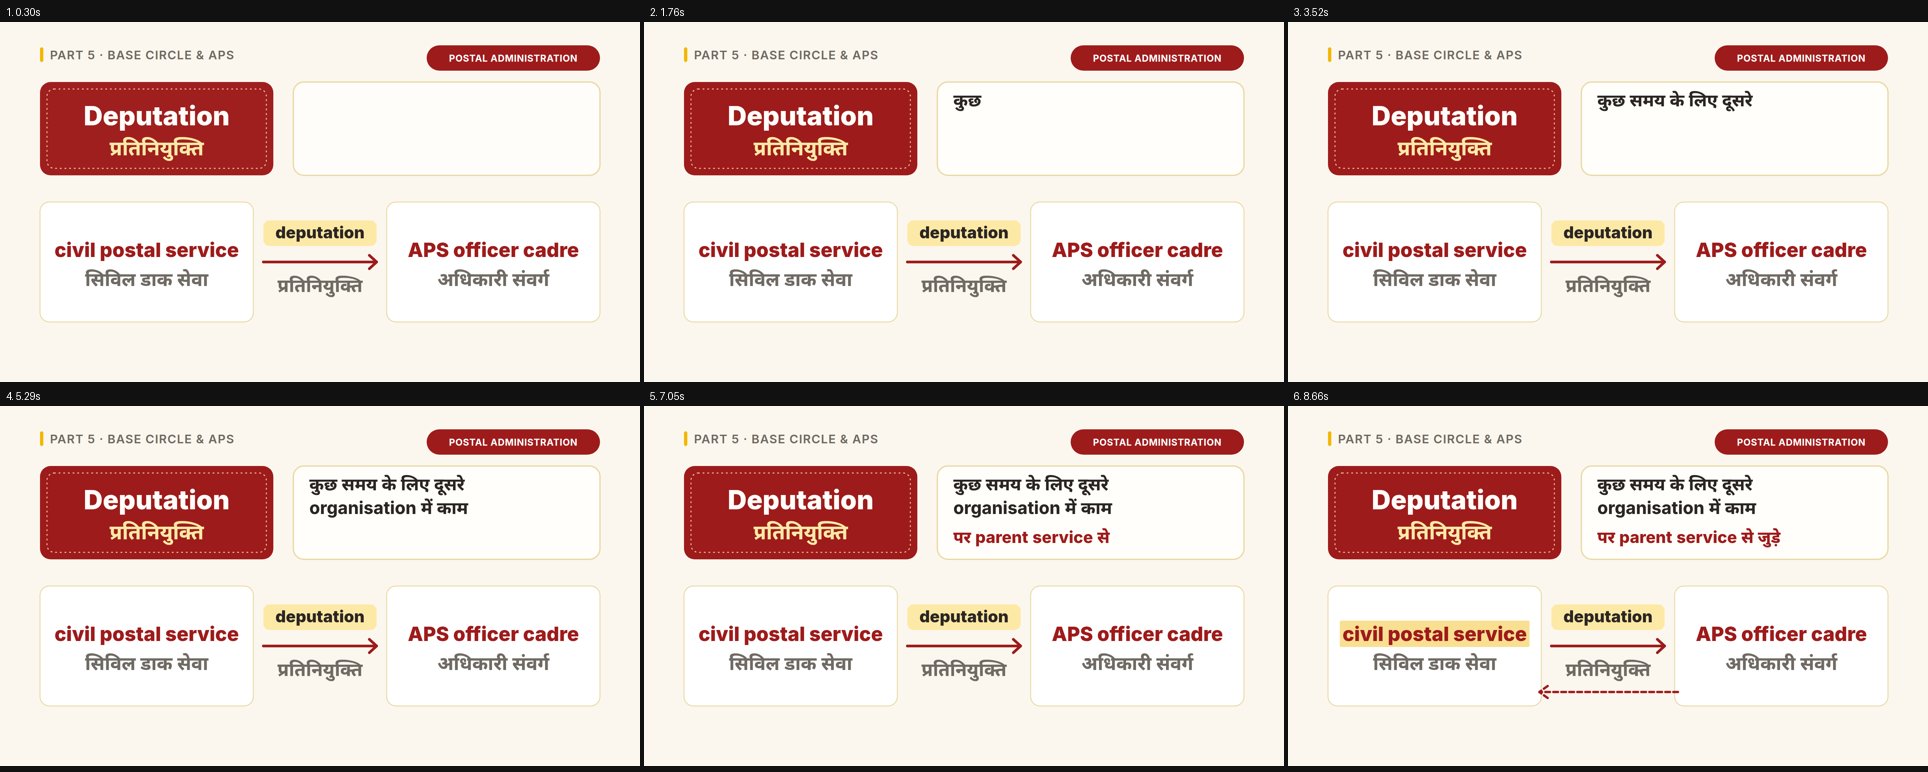 1. 0.30s
PART 5 · BASE CIRCLE & APS
POSTAL ADMINISTRATION
Deputation
प्रतिनियुक्ति
civil postal service
सिविल डाक सेवा
deputation
प्रतिनियुक्ति
APS officer cadre
अधिकारी संवर्ग
2. 1.76s
PART 5 · BASE CIRCLE & APS
POSTAL ADMINISTRATION
Deputation
प्रतिनियुक्ति
कुछ
civil postal service
सिविल डाक सेवा
deputation
प्रतिनियुक्ति
APS officer cadre
अधिकारी संवर्ग
3. 3.52s
PART 5 · BASE CIRCLE & APS
POSTAL ADMINISTRATION
Deputation
प्रतिनियुक्ति
कुछ समय के लिए दूसरे
civil postal service
सिविल डाक सेवा
deputation
प्रतिनियुक्ति
APS officer cadre
अधिकारी संवर्ग
4. 5.29s
PART 5 · BASE CIRCLE & APS
POSTAL ADMINISTRATION
Deputation
प्रतिनियुक्ति
कुछ समय के लिए दूसरे
organisation में काम
civil postal service
सिविल डाक सेवा
deputation
प्रतिनियुक्ति
APS officer cadre
अधिकारी संवर्ग
5. 7.05s
PART 5 · BASE CIRCLE & APS
POSTAL ADMINISTRATION
Deputation
प्रतिनियुक्ति
कुछ समय के लिए दूसरे
organisation में काम
पर parent service से
civil postal service
सिविल डाक सेवा
deputation
प्रतिनियुक्ति
APS officer cadre
अधिकारी संवर्ग
6. 8.66s
PART 5 · BASE CIRCLE & APS
POSTAL ADMINISTRATION
Deputation
प्रतिनियुक्ति
कुछ समय के लिए दूसरे
organisation में काम
पर parent service से जुड़े
civil postal service
सिविल डाक सेवा
deputation
प्रतिनियुक्ति
APS officer cadre
अधिकारी संवर्ग